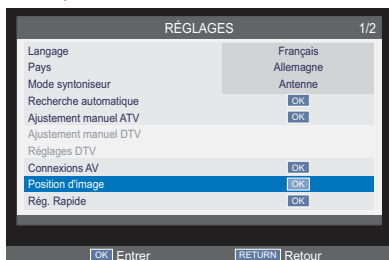 RÉGLAGES 1/2
Langage Français
Pays Allemagne
Mode syntoniseur Antenne
Recherche automatique OK
Ajustement manuel ATV OK
Ajustement manuel DTV
Réglages DTV
Connexions AV OK
Position d'image OK
Rég. Rapide OK
OK Entrer RETURN Retour